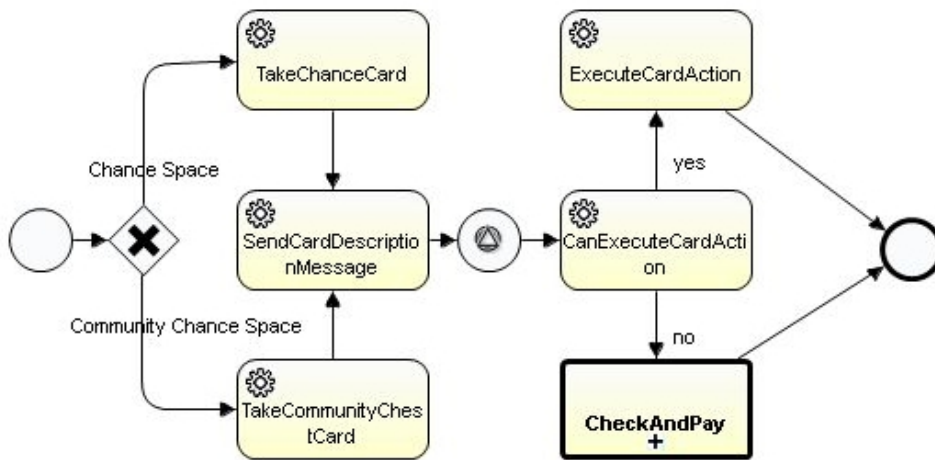 TakeChanceCard
ExecuteCardAction
Chance Space
yes
SendCardDescriptio
nMessage
CanExecuteCardActi
on
Community Chance Space
no
TakeCommunityChes
tCard
CheckAndPay